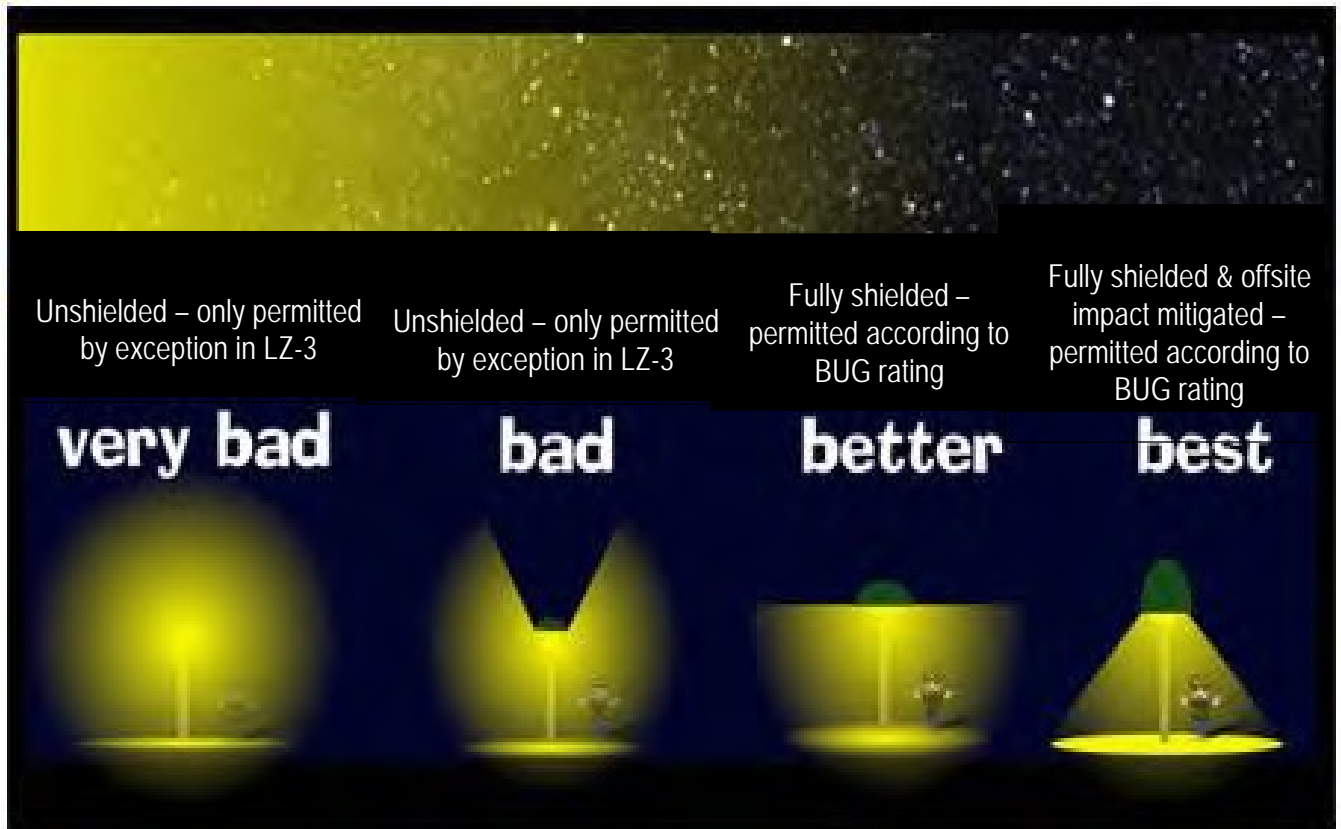 Unshielded – only permitted
by exception in LZ-3
Unshielded – only permitted
by exception in LZ-3
Fully shielded –
permitted according to
BUG rating
Fully shielded & offsite
impact mitigated –
permitted according to
BUG rating
very bad
bad
better
best